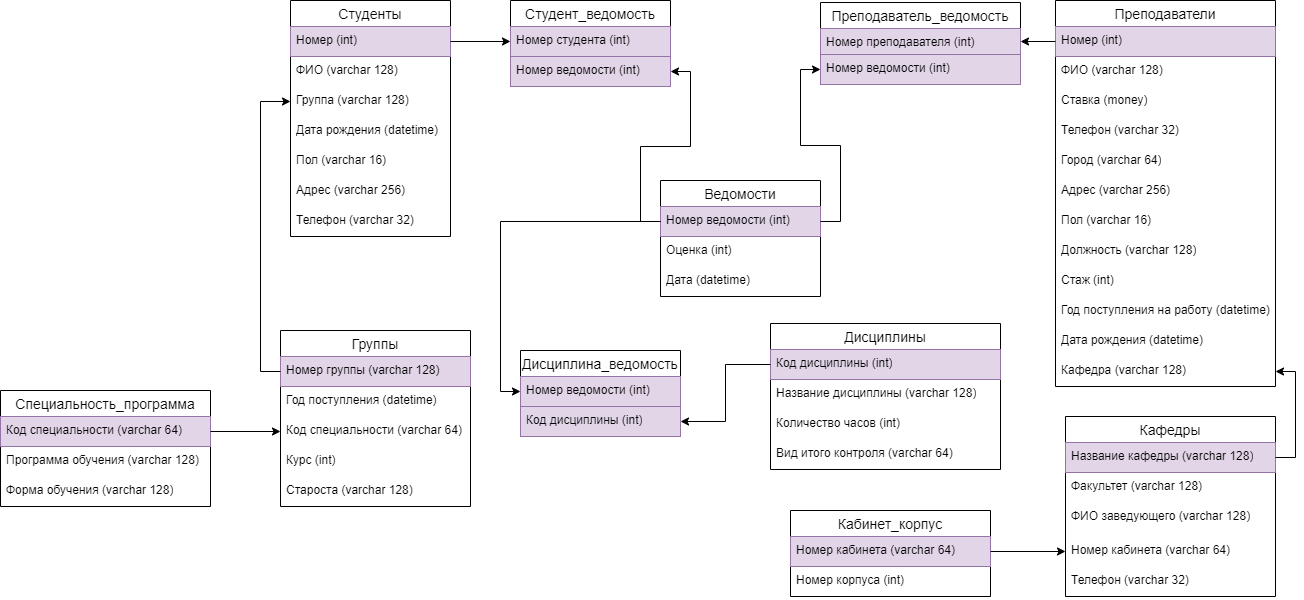 Студенты
Номер (int)
ФИО (varchar 128)
Группа (varchar 128)
Дата рождения (datetime)
Пол (varchar 16)
Адрес (varchar 256)
Телефон (varchar 32)
Студент_ведомость
Номер студента (int)
Номер ведомости (int)
Преподаватель_ведомость
Номер преподавателя (int)
Номер ведомости (int)
Преподаватели
Номер (int)
ФИО (varchar 128)
Ставка (money)
Телефон (varchar 32)
Город (varchar 64)
Адрес (varchar 256)
Пол (varchar 16)
Должность (varchar 128)
Стаж (int)
Год поступления на работу (datetime)
Дата рождения (datetime)
Кафедра (varchar 128)
Ведомости
Номер ведомости (int)
Оценка (int)
Дата (datetime)
Группы
Номер группы (varchar 128)
Год поступления (datetime)
Код специальности (varchar 64)
Курс (int)
Староста (varchar 128)
Специальность_программа
Код специальности (varchar 64)
Программа обучения (varchar 128)
Форма обучения (varchar 128)
Дисциплина_ведомость
Номер ведомости (int)
Код дисциплины (int)
Дисциплины
Код дисциплины (int)
Название дисциплины (varchar 128)
Количество часов (int)
Вид итого контроля (varchar 64)
Кафедры
Название кафедры (varchar 128)
Факультет (varchar 128)
ФИО заведующего (varchar 128)
Номер кабинета (varchar 64)
Телефон (varchar 32)
Кабинет_корпус
Номер кабинета (varchar 64)
Номер корпуса (int)